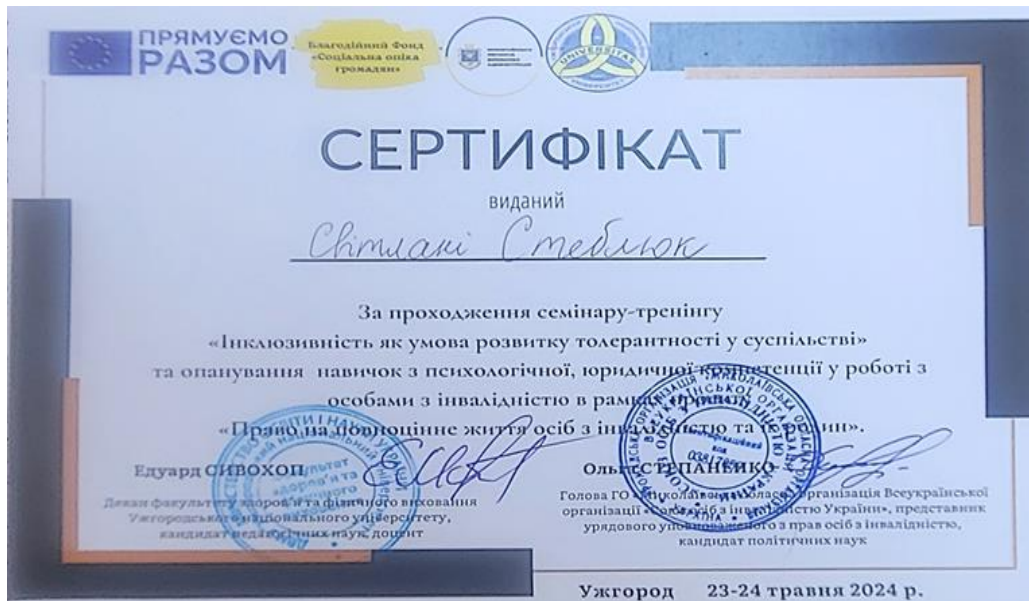 ПРЯМУЄМО
РАЗОМ
Благодійний Фонд
«Соціальна опіка
громадян»
UNIVERSITAS
СЕРТИФІКАТ
виданий
Світлані Стеблюк
За проходження семінару-тренінгу
«Інклюзивність як умова розвитку толерантності у суспільстві»
та опанування навичок з психологічної, юридичної компетенції у роботі з
особами з інвалідністю в рамках
«Право на повноцінне життя осіб з інвалідністю та їх родин».
Едуард СИВОХОП
Декан факультету здоров'я та фізичного виховання
Ужгородського національного університету,
кандидат педагогічних наук, доцент
Ольга СТЕПАНЕНКО
Голова ГО «Миколаївська обласна організація Всеукраїнської
організації «Союз осіб з інвалідністю України», представник
урядового уповноваженого з прав осіб з інвалідністю,
кандидат політичних наук
Ужгород 23-24 травня 2024 р.